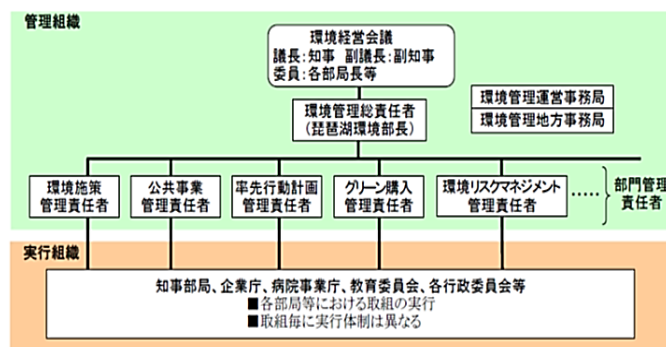 管理組織
環境経営会議
議長:知事 副議長:副知事
委員:各部局長等
環境管理総責任者
(琵琶湖環境部長)
環境管理運営事務局
環境管理地方事務局
環境施策
管理責任者
公共事業
管理責任者
率先行動計画
管理責任者
グリーン購入
管理責任者
環境リスクマネジメント
管理責任者
‥‥‥
部門管理
責任者
実行組織
知事部局、企業庁、病院事業庁、教育委員会、各行政委員会等
■各部局等における取組の実行
■取組毎に実行体制は異なる